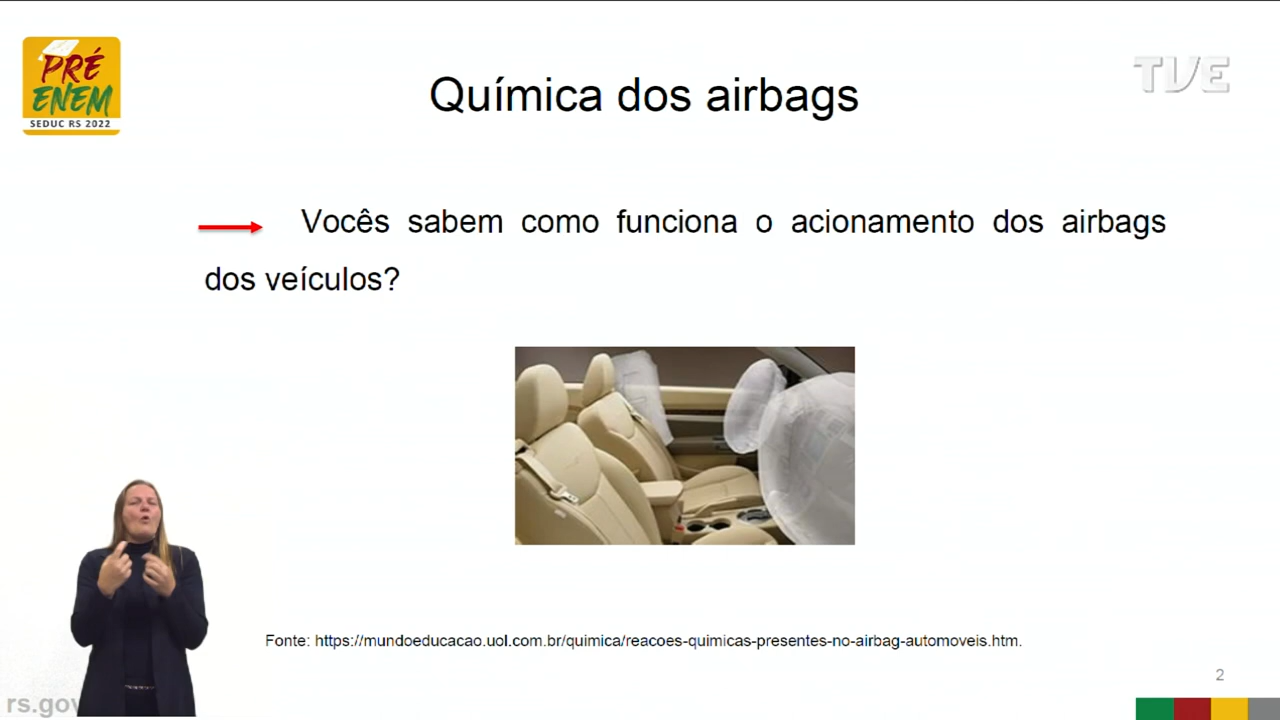 PRÉ
ENEM
SEDUC RS 2022
TVE
Química dos airbags
Vocês sabem como funciona o acionamento dos airbags
dos veículos?
Fonte: https://mundoeducacao.uol.com.br/quimica/reacoes-quimicas-presentes-no-airbag-automoveis.htm.
2
rs.gov